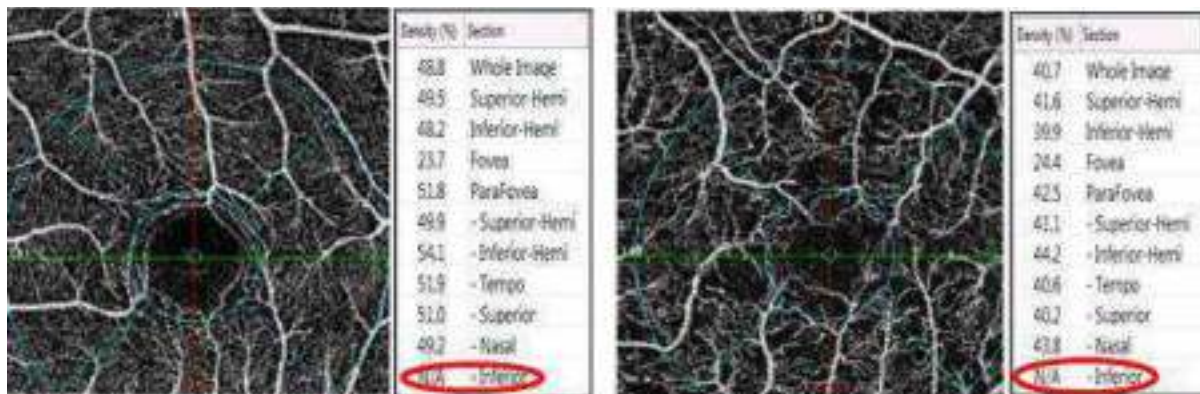 Density (%) Section
48.8 Whole Image
49.5 Superior-Hemi
48.2 Inferior-Hemi
23.7 Fovea
51.8 ParaFovea
49.9 - Superior-Hemi
54.1 - Inferior-Hemi
51.9 - Tempo
51.0 - Superior
49.2 - Nasal
N/A - Inferior
Density (%) Section
40.7 Whole Image
41.6 Superior-Hemi
39.9 Inferior-Hemi
24.4 Fovea
42.5 ParaFovea
- Superior-Hemi
44.2 - Inferior-Hemi
40.6 - Tempo
40.2 - Superior
43.8 - Nasal
N/A - Inferior